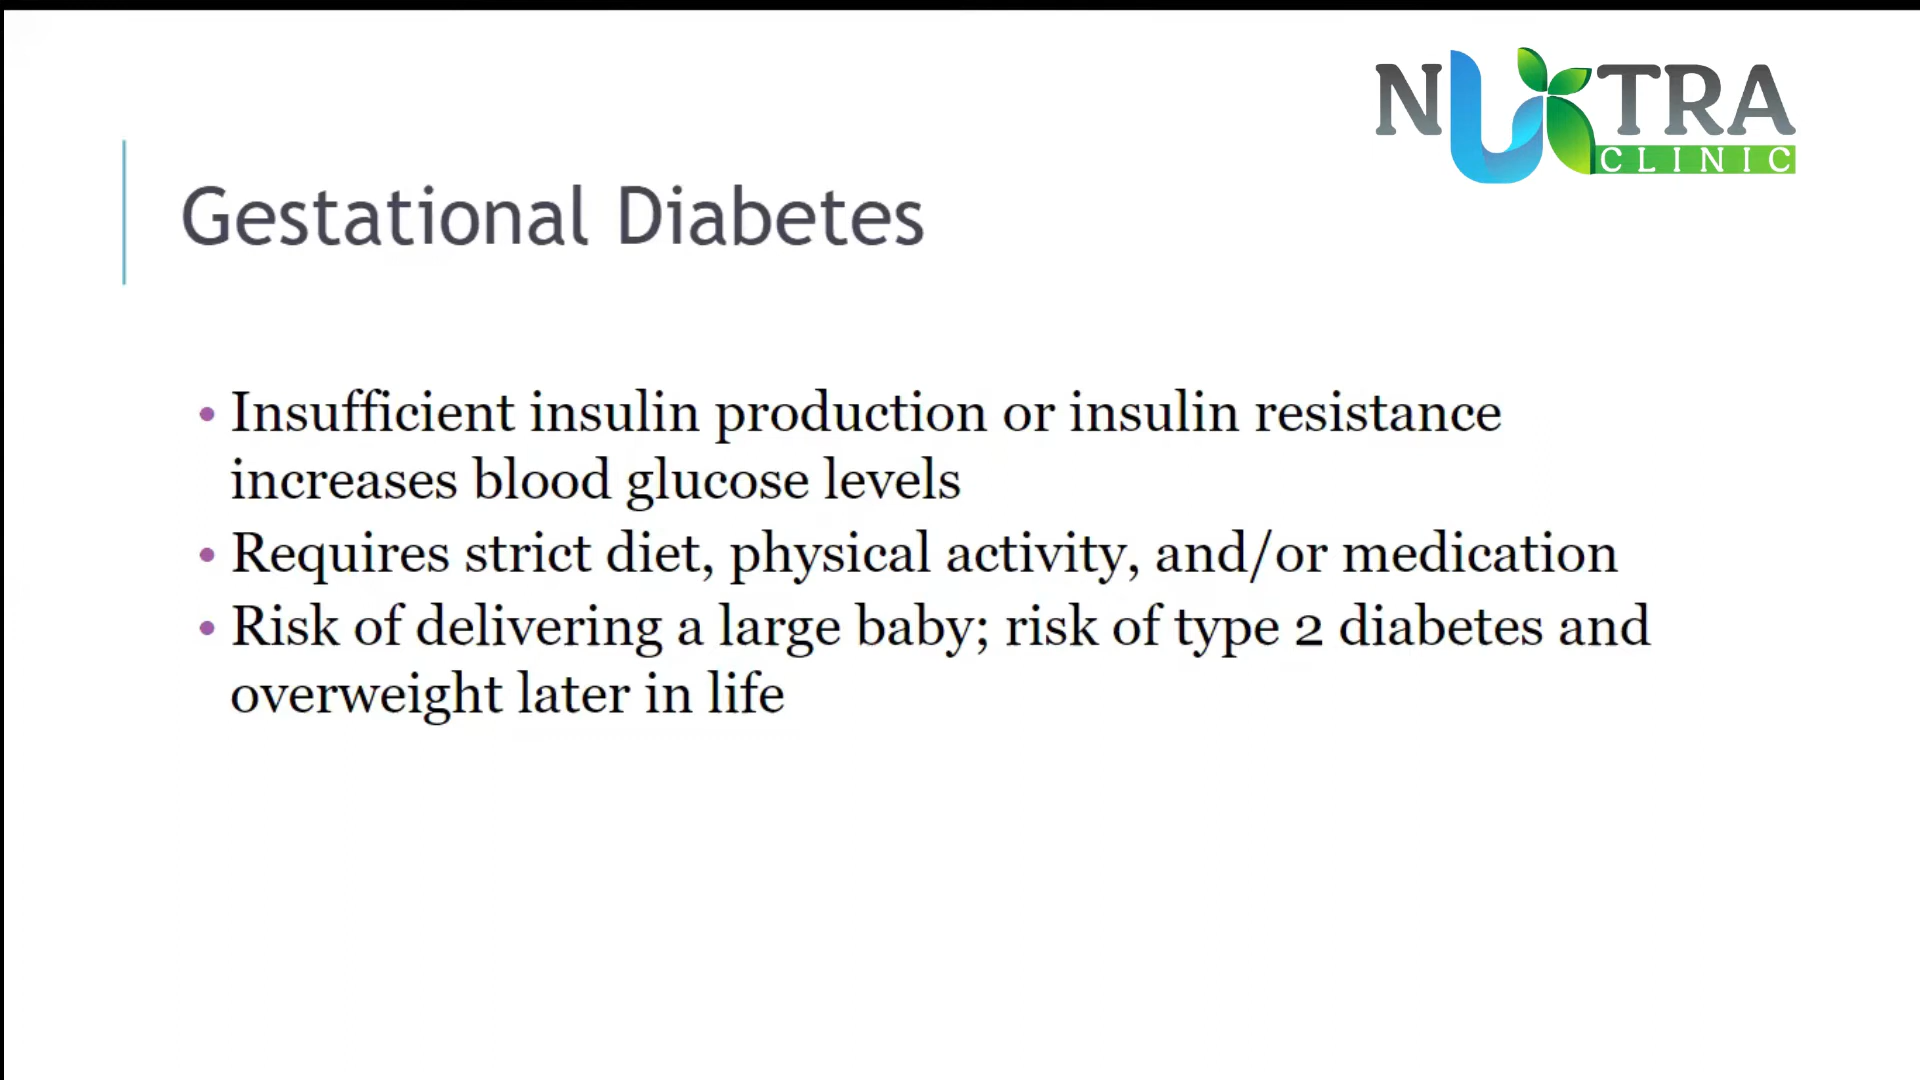 NUTRA
CLINIC
Gestational Diabetes
• Insufficient insulin production or insulin resistance
increases blood glucose levels
• Requires strict diet, physical activity, and/or medication
• Risk of delivering a large baby; risk of type 2 diabetes and
overweight later in life